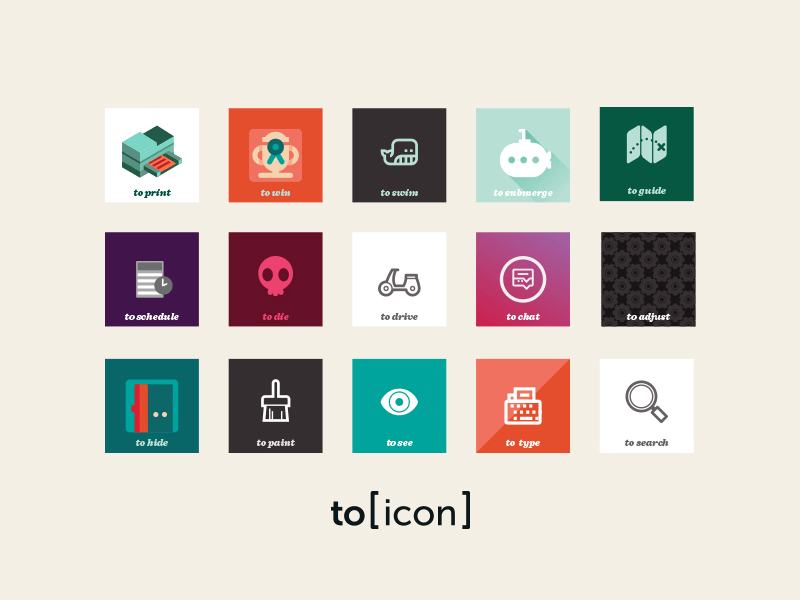 to print
to win
to swim
to submerge
to guide
to schedule
to die
to drive
to chat
to adjust
to hide
to paint
to see
to type
to search
to[icon]